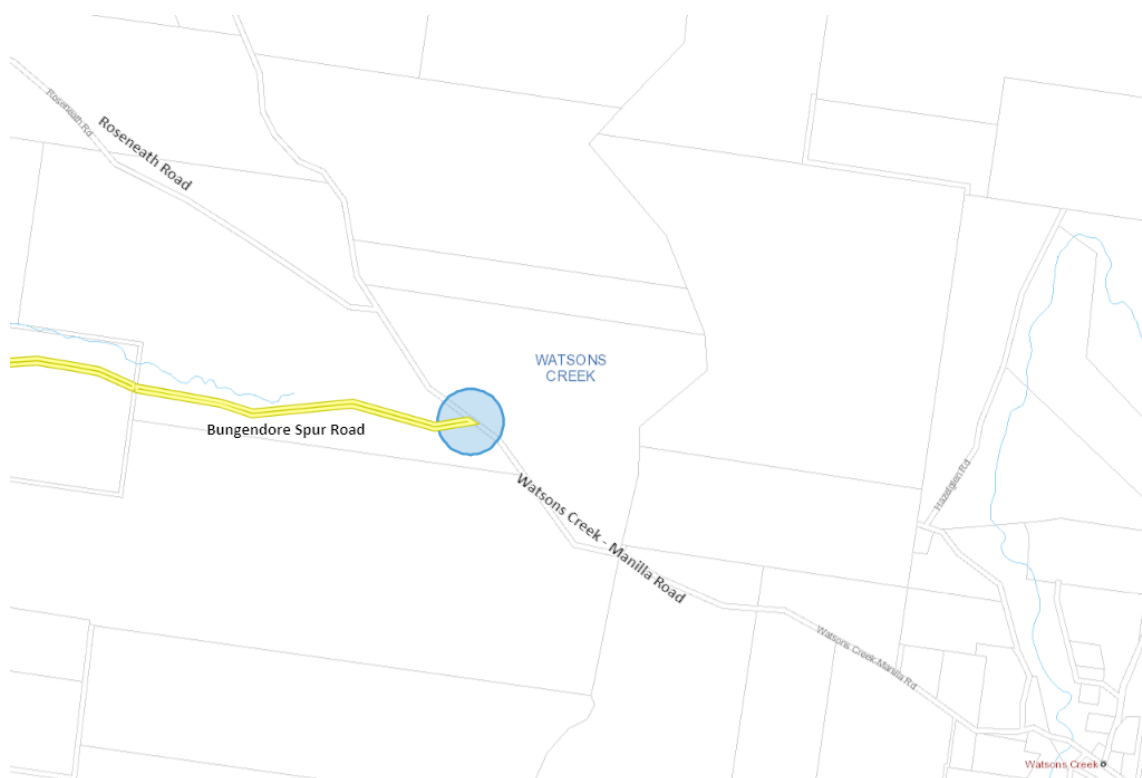 Roseneath Rd
Roseneath Road
WATSONS
CREEK
Bungendore Spur Road
Watsons Creek - Manilla Road
Hazelglen Rd
Watsons Creek-Manilla Rd
Watsons Creek